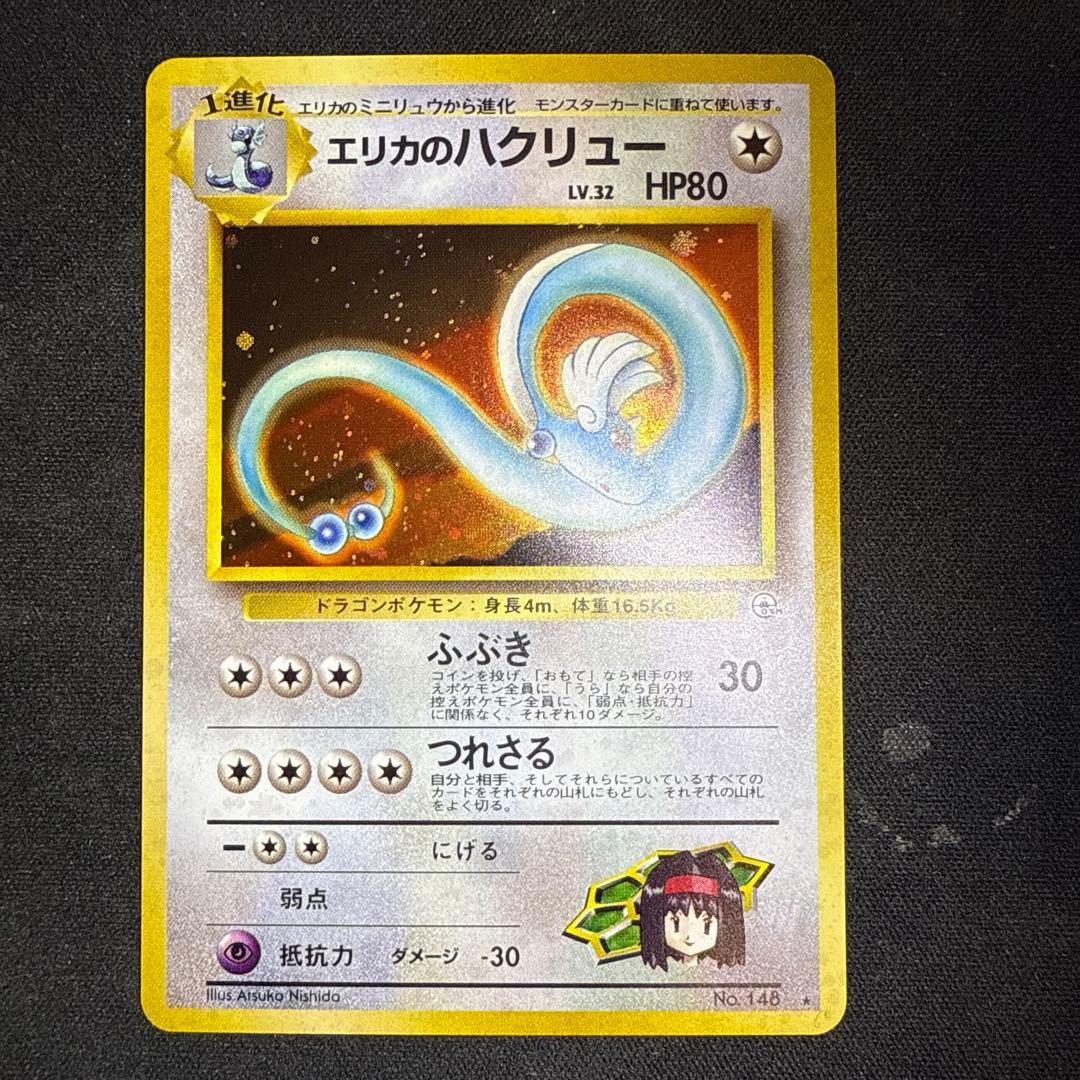 1進化 エリカのミニリュウから進化 モンスターカードに重ねて使います。
エリカのハクリュー
LV.32 HP80
ドラゴンポケモン：身長4m、体重16.5Kg
ふぶき
30
コインを投げ、「おもて」なら相手の控
えポケモン全員に、「うら」なら自分の
控えポケモン全員に、「弱点・抵抗力」
に関係なく、それぞれ10ダメージ。
つれさる
自分と相手、そしてそれらについているすべての
カードをそれぞれの山札にもどし、それぞれの山札
をよく切る。
にげる
弱点
抵抗力 ダメージ -30
Illus Atsuko Nishida No. 148 ★